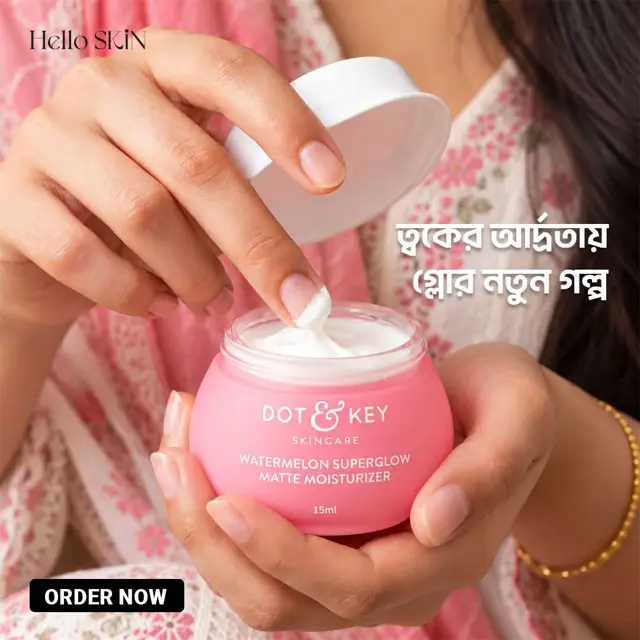 Hello SKiN
ত্বকের আর্দ্রতায়
গ্লোর নতুন গল্প
DOT & KEY
SKINCARE
WATERMELON SUPERGLOW
MATTE MOISTURIZER
15ml
ORDER NOW